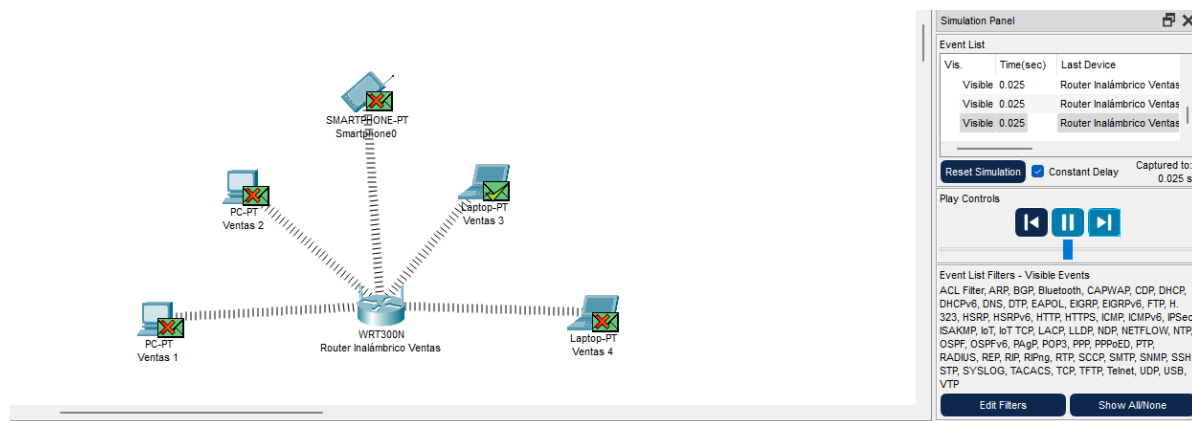 SMARTPHONE-PT
Smartphone0
PC-PT
Ventas 2
Laptop-PT
Ventas 3
PC-PT
Ventas 1
WRT300N
Router Inalámbrico Ventas
Laptop-PT
Ventas 4
Simulation Panel
Event List
Vis. Time(sec) Last Device
Visible 0.025 Router Inalámbrico Ventas
Visible 0.025 Router Inalámbrico Ventas
Visible 0.025 Router Inalámbrico Ventas
Reset Simulation Constant Delay Captured to:
0.025 s
Play Controls
Event List Filters - Visible Events
ACL Filter, ARP, BGP, Bluetooth, CAPWAP, CDP, DHCP,
DHCPv6, DNS, DTP, EAPOL, EIGRP, EIGRPv6, FTP, H.
323, HSRP, HSRPv6, HTTP, HTTPS, ICMP, ICMPv6, IPSec,
ISAKMP, IoT, IoT TCP, LACP, LLDP, NDP, NETFLOW, NTP,
OSPF, OSPFv6, PAgP, POP3, PPP, PPPoED, PTP,
RADIUS, REP, RIP, RIPng, RTP, SCCP, SMTP, SNMP, SSH,
STP, SYSLOG, TACACS, TCP, TFTP, Telnet, UDP, USB,
VTP
Edit Filters Show All/None